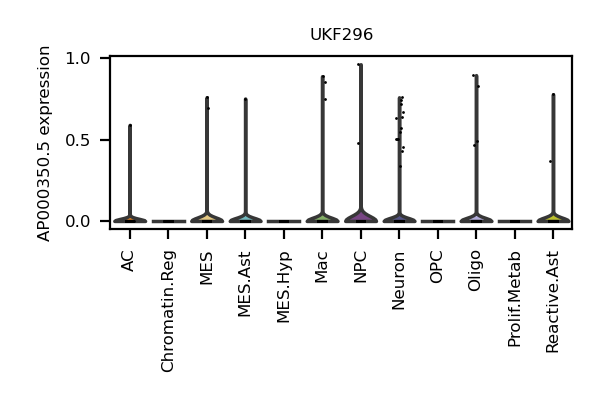 UKF296
AP000350.5 expression
1.0
0.5
0.0
AC
Chromatin.Reg
MES
MES.Ast
MES.Hyp
Mac
NPC
Neuron
OPC
Oligo
Prolif.Metab
Reactive.Ast